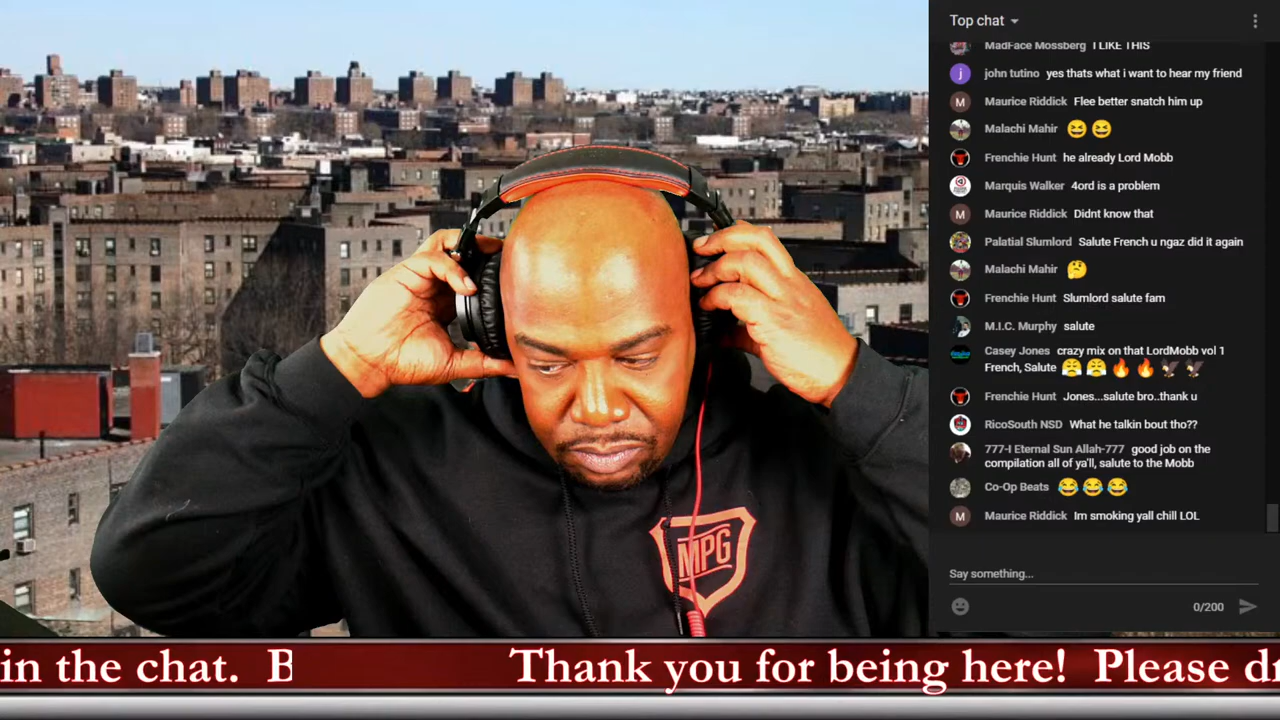 Top chat
MadFace Mossberg I LIKE THIS
j john tutino yes thats what i want to hear my friend
M Maurice Riddick Flee better snatch him up
Malachi Mahir
Frenchie Hunt he already Lord Mobb
Marquis Walker 4ord is a problem
M Maurice Riddick Didnt know that
Palatial Slumlord Salute French u ngaz did it again
Malachi Mahir
Frenchie Hunt Slumlord salute fam
M.I.C. Murphy salute
Casey Jones crazy mix on that LordMobb vol 1
French, Salute
Frenchie Hunt Jones...salute bro..thank u
RicoSouth NSD What he talkin bout tho??
777-I Eternal Sun Allah-777 good job on the
compilation all of ya'll, salute to the Mobb
Co-Op Beats
M Maurice Riddick Im smoking yall chill LOL
Say something...
0/200
MPG
in the chat. B Thank you for being here! Please dr